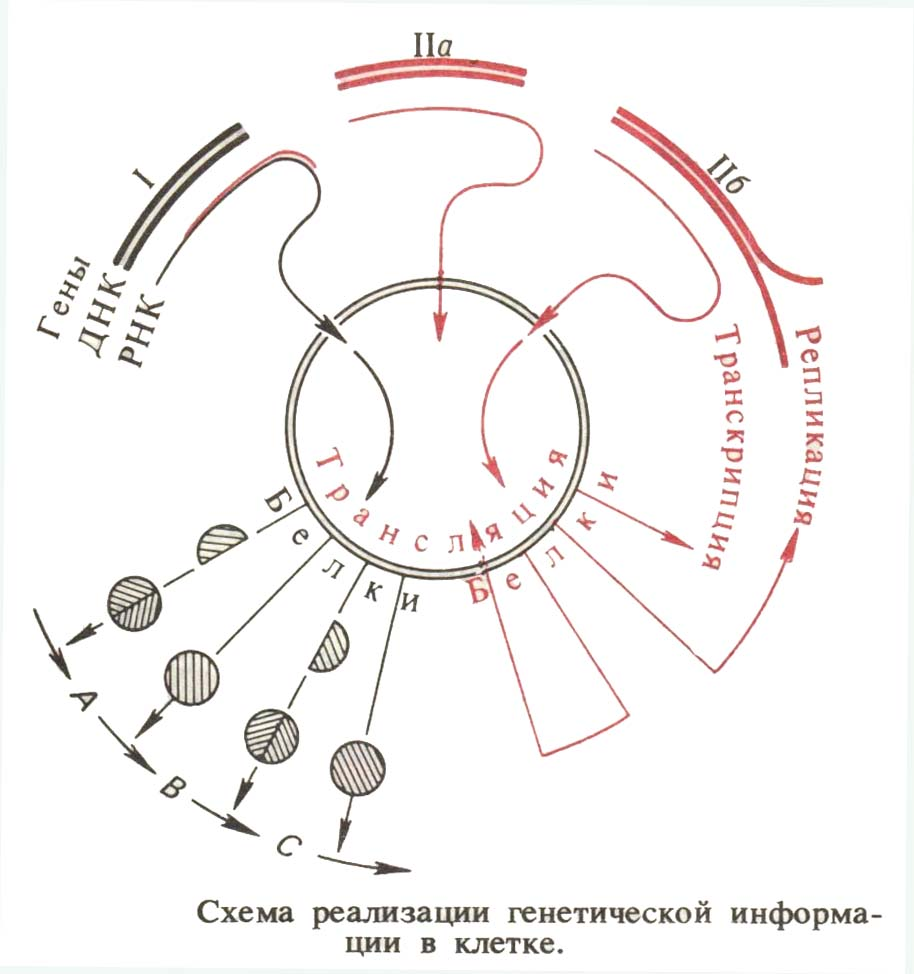 IIа
I
IIб
Гены
ДНК
РНК
Транскрипция
Репликация
Трансляция
Белки
Белки
A
B
C
Схема реализации генетической информа-
ции в клетке.